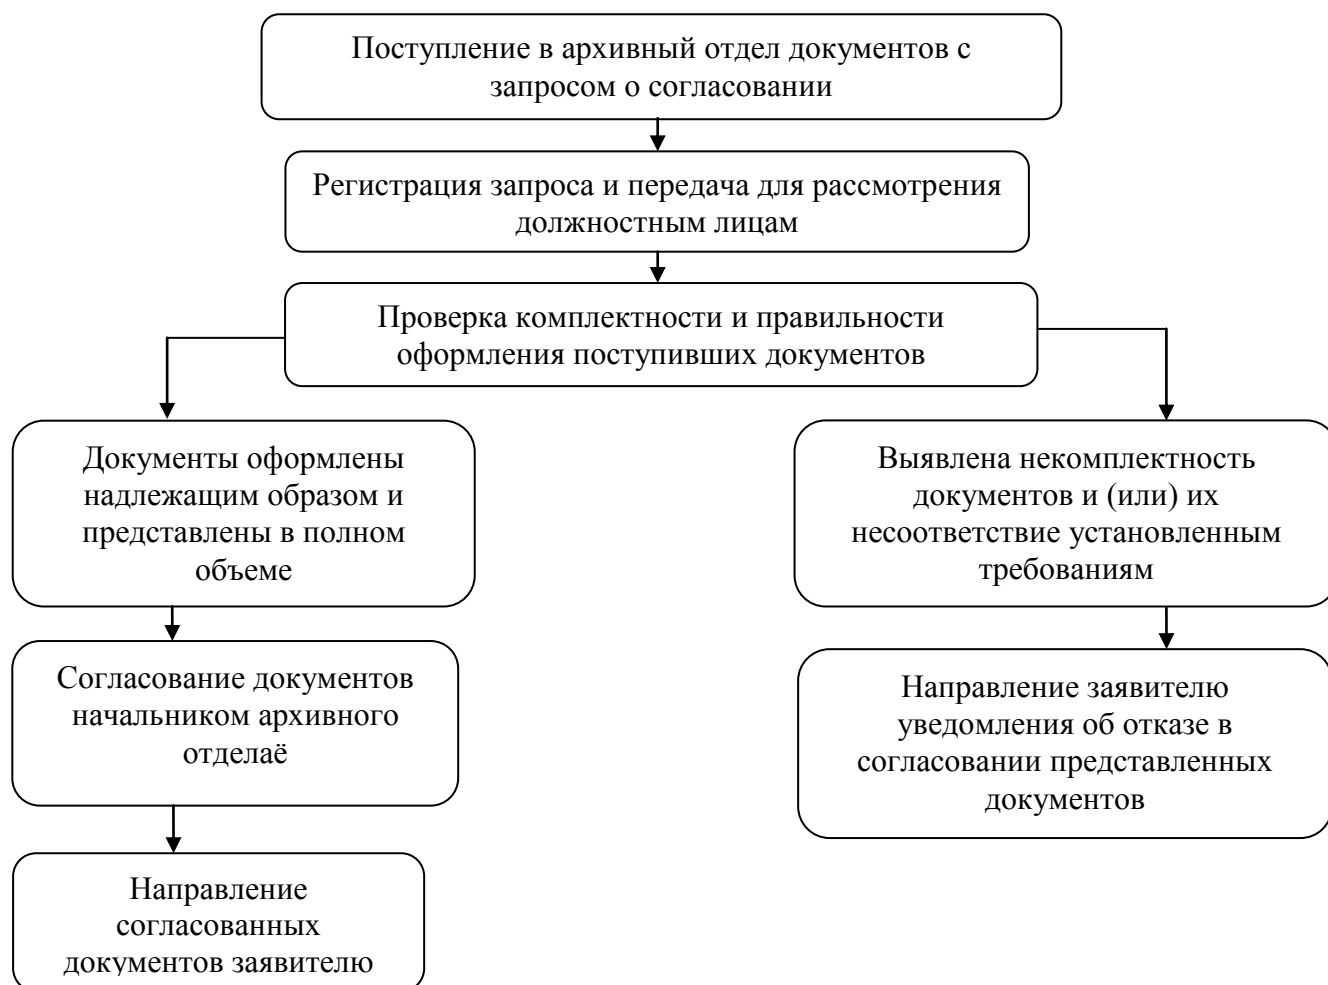 Поступление в архивный отдел документов с
запросом о согласовании
Регистрация запроса и передача для рассмотрения
должностным лицам
Проверка комплектности и правильности
оформления поступивших документов
Документы оформлены
надлежащим образом и
представлены в полном
объеме
Выявлена некомплектность
документов и (или) их
несоответствие установленным
требованиям
Согласование документов
начальником архивного
отделаё
Направление заявителю
уведомления об отказе в
согласовании представленных
документов
Направление
согласованных
документов заявителю